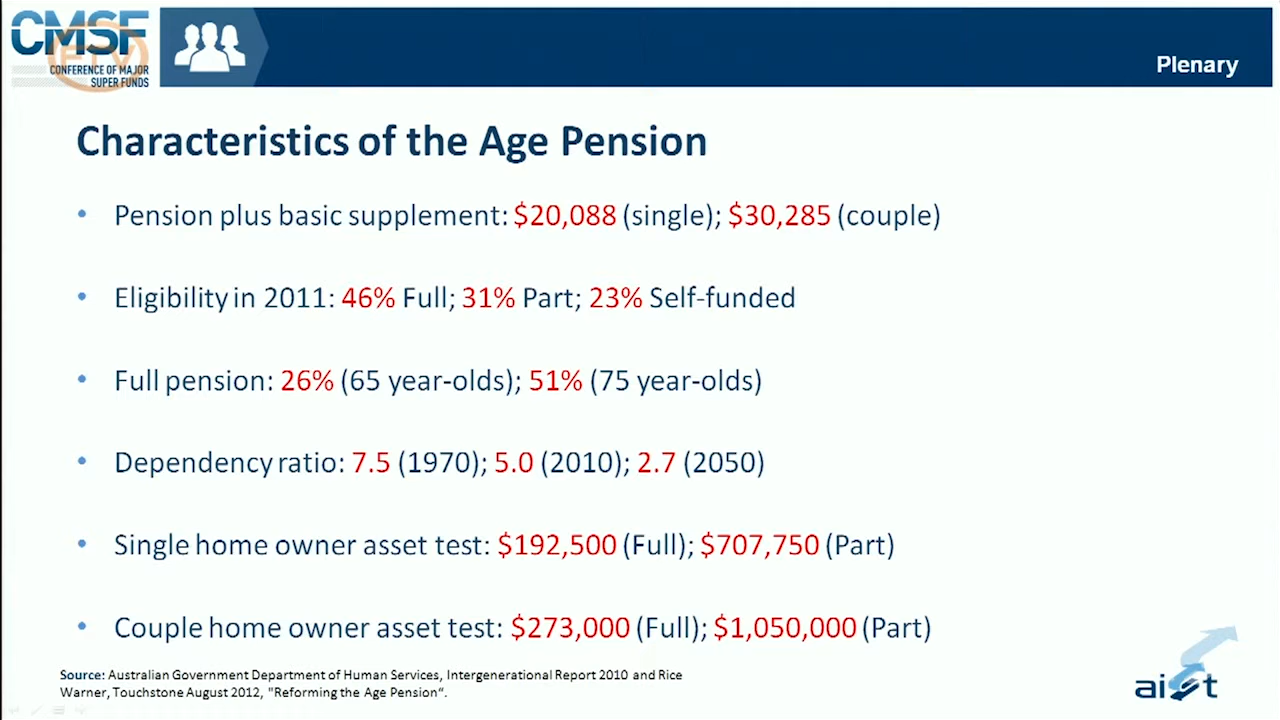 CMSF
CONFERENCE OF MAJOR
SUPER FUNDS
Plenary
Characteristics of the Age Pension
• Pension plus basic supplement: $20,088 (single); $30,285 (couple)
• Eligibility in 2011: 46% Full; 31% Part; 23% Self-funded
• Full pension: 26% (65 year-olds); 51% (75 year-olds)
• Dependency ratio: 7.5 (1970); 5.0 (2010); 2.7 (2050)
• Single home owner asset test: $192,500 (Full); $707,750 (Part)
• Couple home owner asset test: $273,000 (Full); $1,050,000 (Part)
Source: Australian Government Department of Human Services, Intergenerational Report 2010 and Rice
Warner, Touchstone August 2012, "Reforming the Age Pension“.
aist